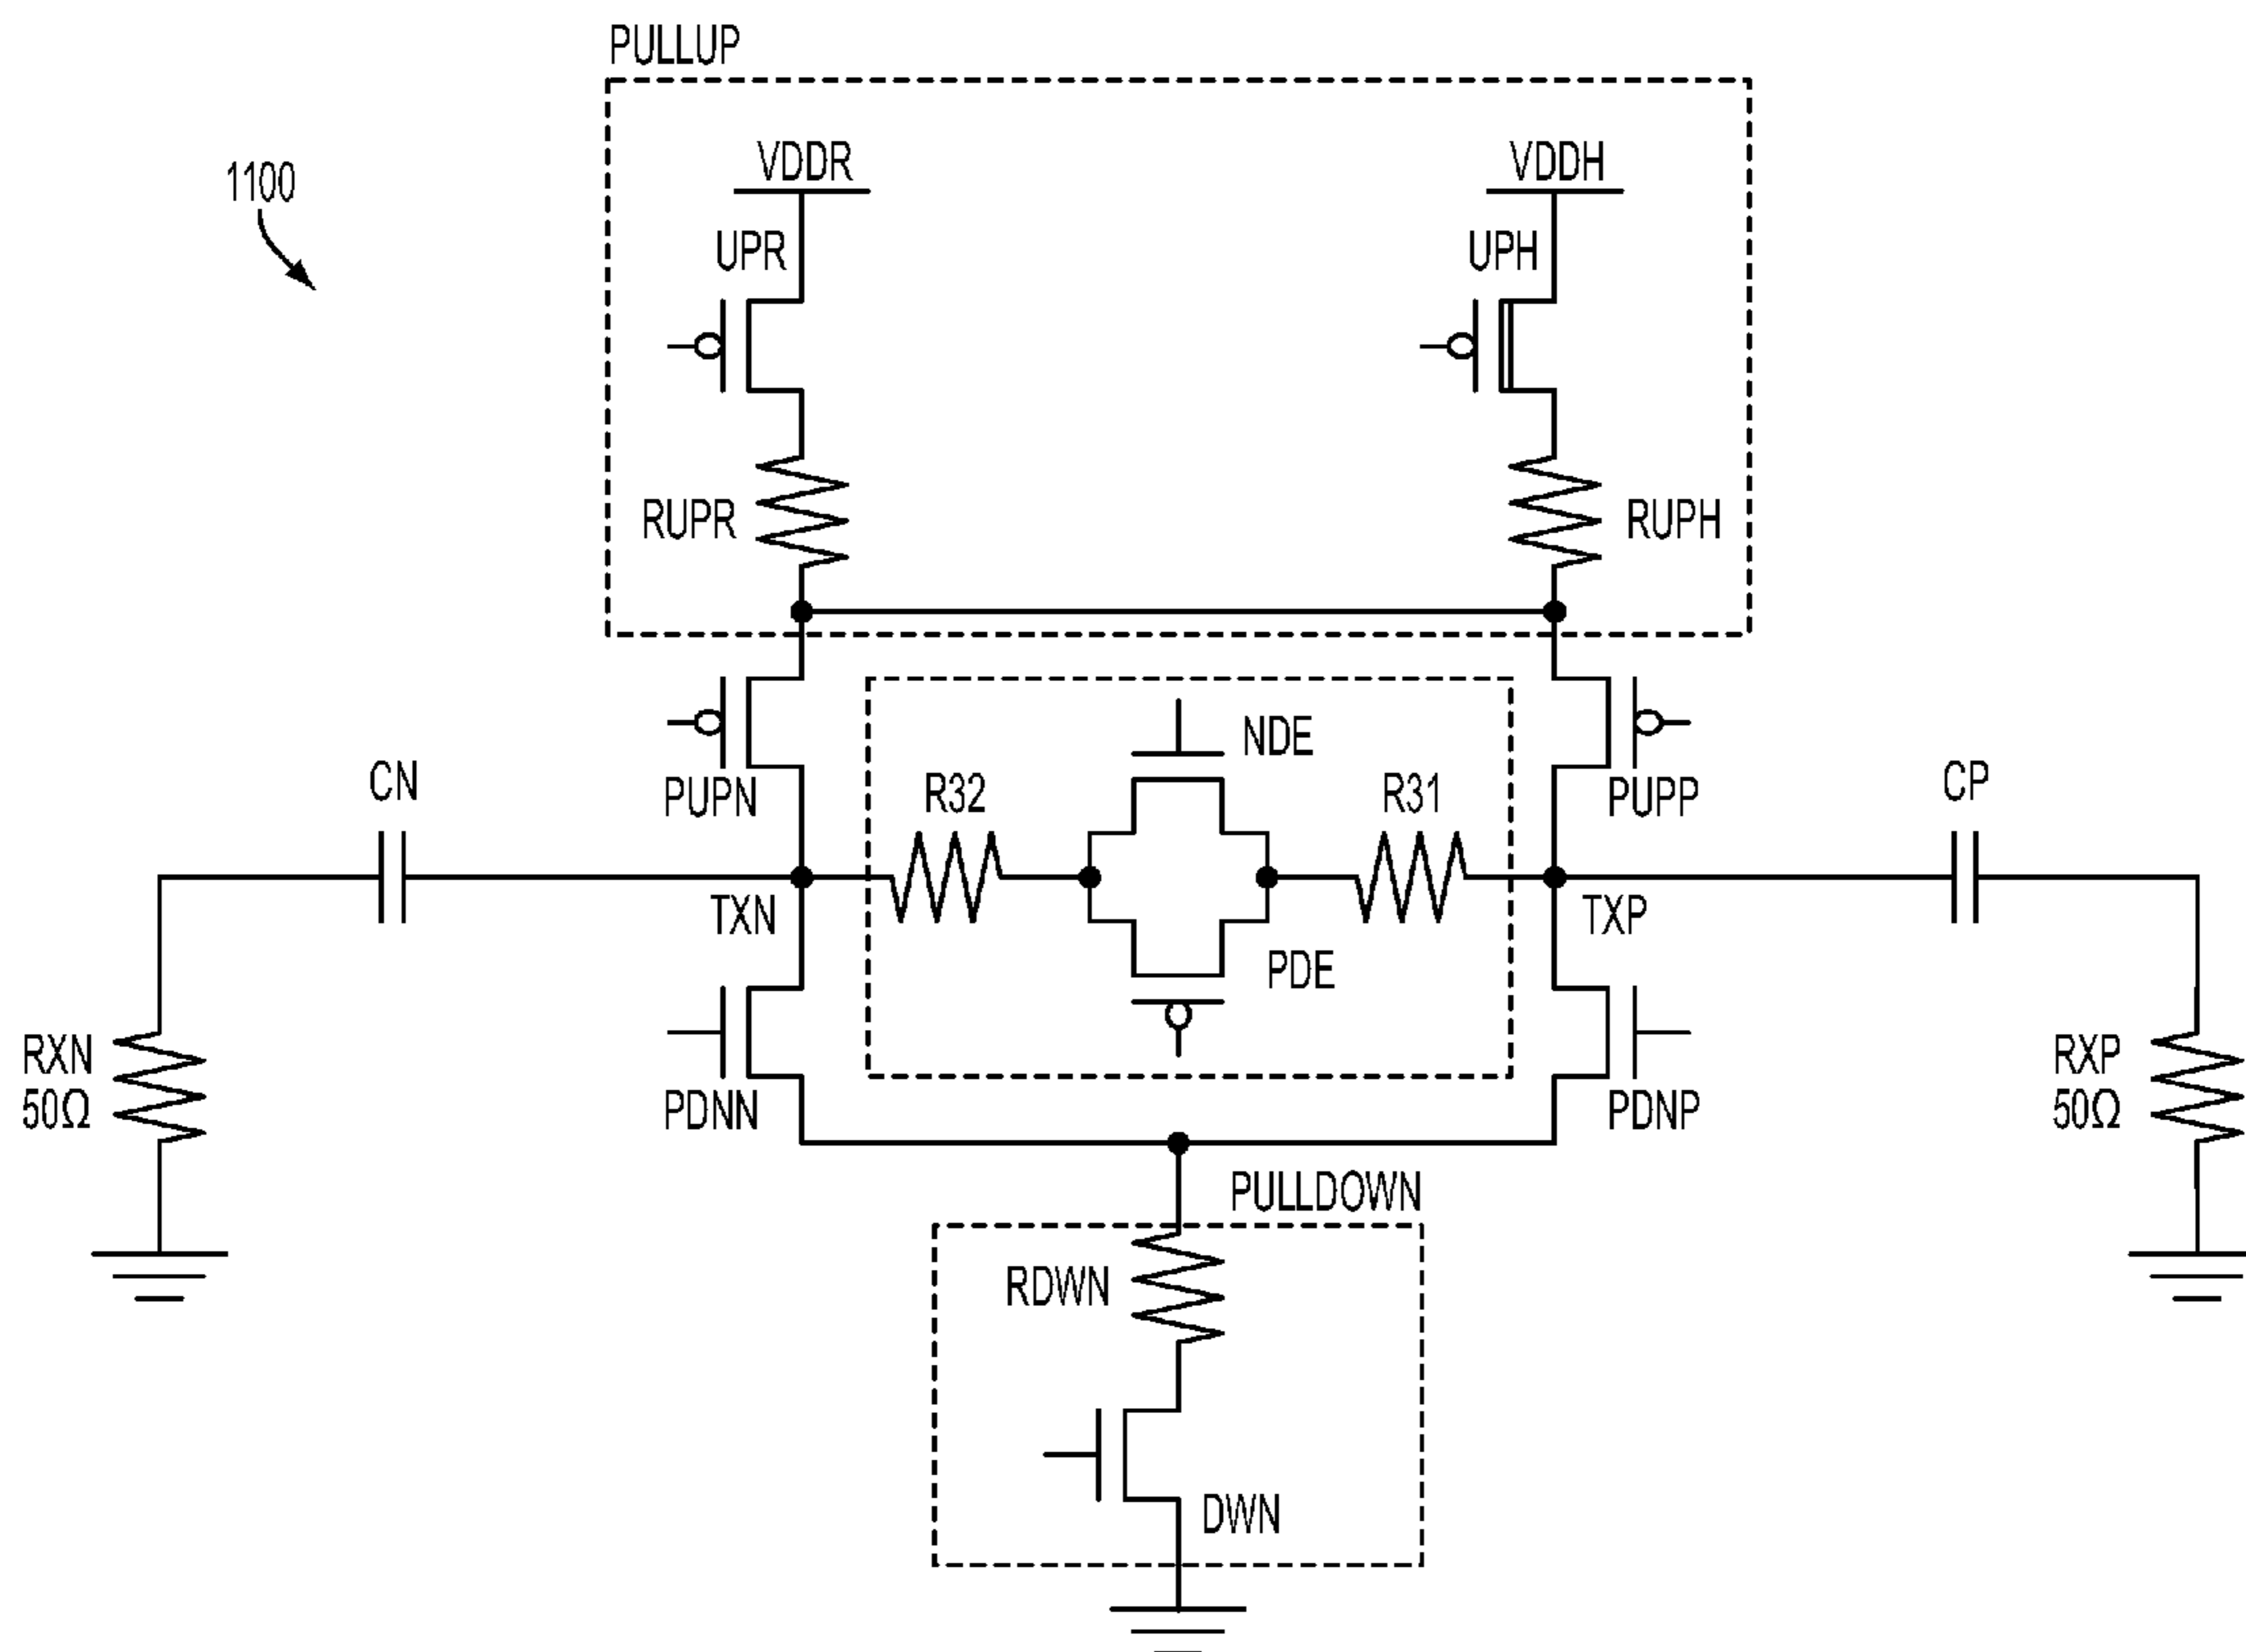 PULLUP
1100
VDDR
VDDH
UPR
UPH
RUPR
RUPH
NDE
CN
PUPN
R32
R31
PUPP
CP
TXN
TXP
PDE
RXN
50Ω
PDNN
PDNP
RXP
50Ω
PULLDOWN
RDWN
DWN